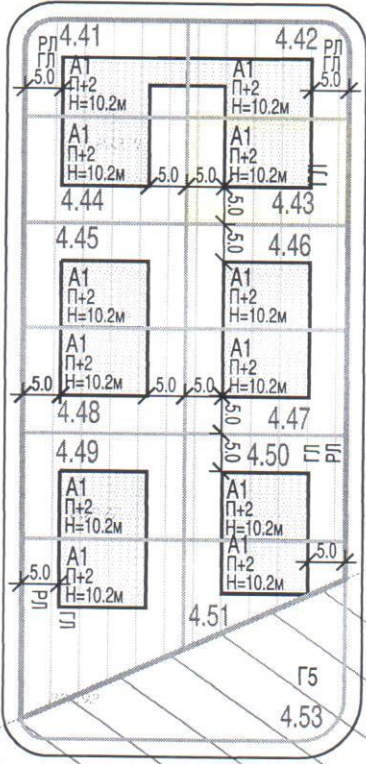 4.41 4.42
РЛ ГЛ РЛ ГЛ
5.0 5.0
А1 А1
П+2 П+2
Н=10.2м Н=10.2м
А1 А1
П+2 П+2
Н=10.2м Н=10.2м
ГЛ
5.0 5.0
4.44 5.0 4.43
4.45 5.0 4.46
А1 А1
П+2 П+2
Н=10.2м Н=10.2м
А1 А1
П+2 П+2
Н=10.2м Н=10.2м
5.0 5.0 5.0
4.48 5.0 4.47
4.49 5.0 4.50 ГЛ РЛ
А1 А1
П+2 П+2
Н=10.2м Н=10.2м
А1 А1
П+2 П+2
Н=10.2м Н=10.2м
5.0 5.0
РЛ ГЛ
4.51
Г5
4.53